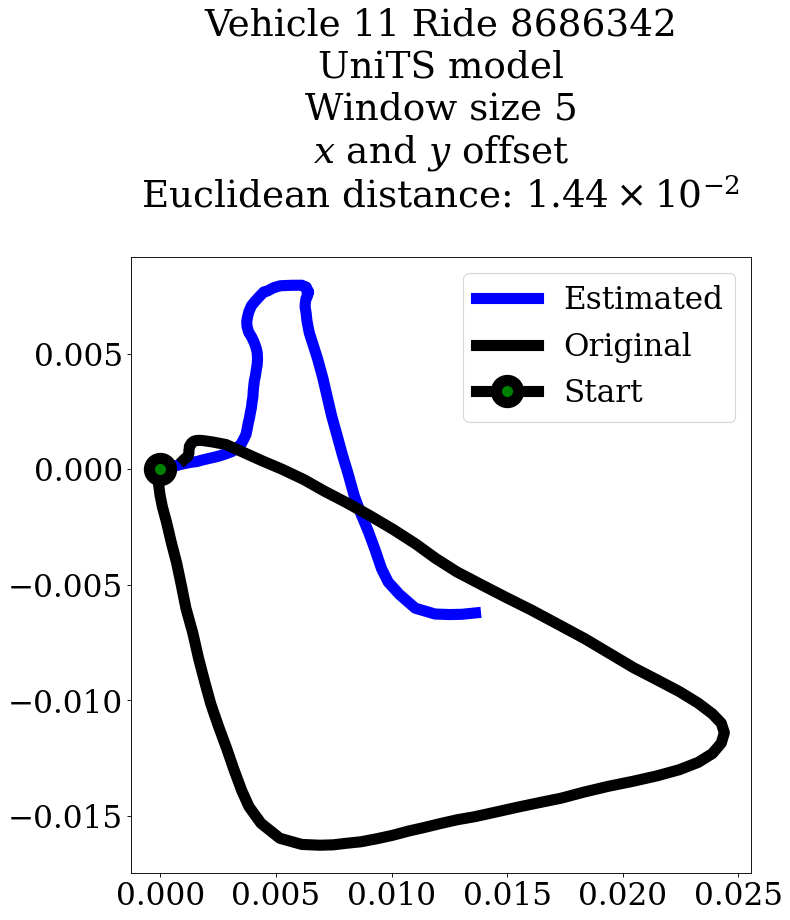 Vehicle 11 Ride 8686342
UniTS model
Window size 5
x and y offset
Euclidean distance: 1.44 × 10⁻²
Estimated
Original
Start
0.005
0.000
−0.005
−0.010
−0.015
0.000 0.005 0.010 0.015 0.020 0.025